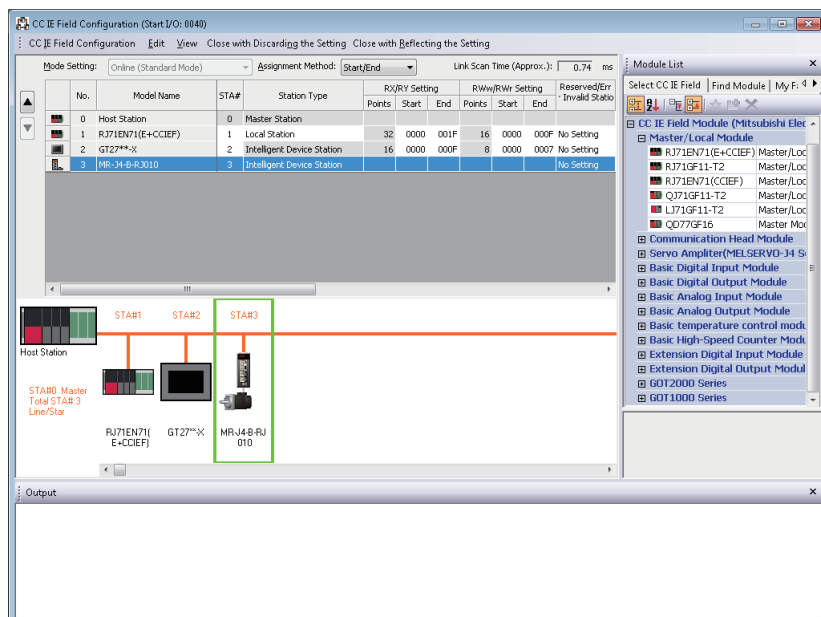 CC IE Field Configuration (Start I/O: 0040)
CC IE Field Configuration Edit View Close with Discarding the Setting Close with Reflecting the Setting
Mode Setting: Online (Standard Mode) Assignment Method: Start/End Link Scan Time (Approx.): 0.74 ms
No. Model Name STA# Station Type RX/RY Setting RWw/RWr Setting Reserved/Err
Points Start End Points Start End - Invalid Statio
0 Host Station 0 Master Station
1 RJ71EN71(E+CCIEF) 1 Local Station 32 0000 001F 16 0000 000F No Setting
2 GT27**-X 2 Intelligent Device Station 16 0000 000F 8 0000 0007 No Setting
3 MR-J4-B-RJ010 3 Intelligent Device Station No Setting
Host Station
STA#0 Master
Total STA#:3
Line/Star
STA#1 STA#2 STA#3
RJ71EN71(
E+CCIEF)
GT27**-X
MR-J4-B-RJ
010
Module List
Select CC IE Field Find Module My F
CC IE Field Module (Mitsubishi Elec
Master/Local Module
RJ71EN71(E+CCIEF) Master/Loc
RJ71GF11-T2 Master/Loc
RJ71EN71(CCIEF) Master/Loc
QJ71GF11-T2 Master/Loc
LJ71GF11-T2 Master/Loc
QD77GF16 Master Moc
Communication Head Module
Servo Ampliter(MELSERVO-J4 S
Basic Digital Input Module
Basic Digital Output Module
Basic Analog Input Module
Basic Analog Output Module
Basic temperature control modu
Basic High-Speed Counter Modu
Extension Digital Input Module
Extension Digital Output Modul
GOT2000 Series
GOT1000 Series
Output